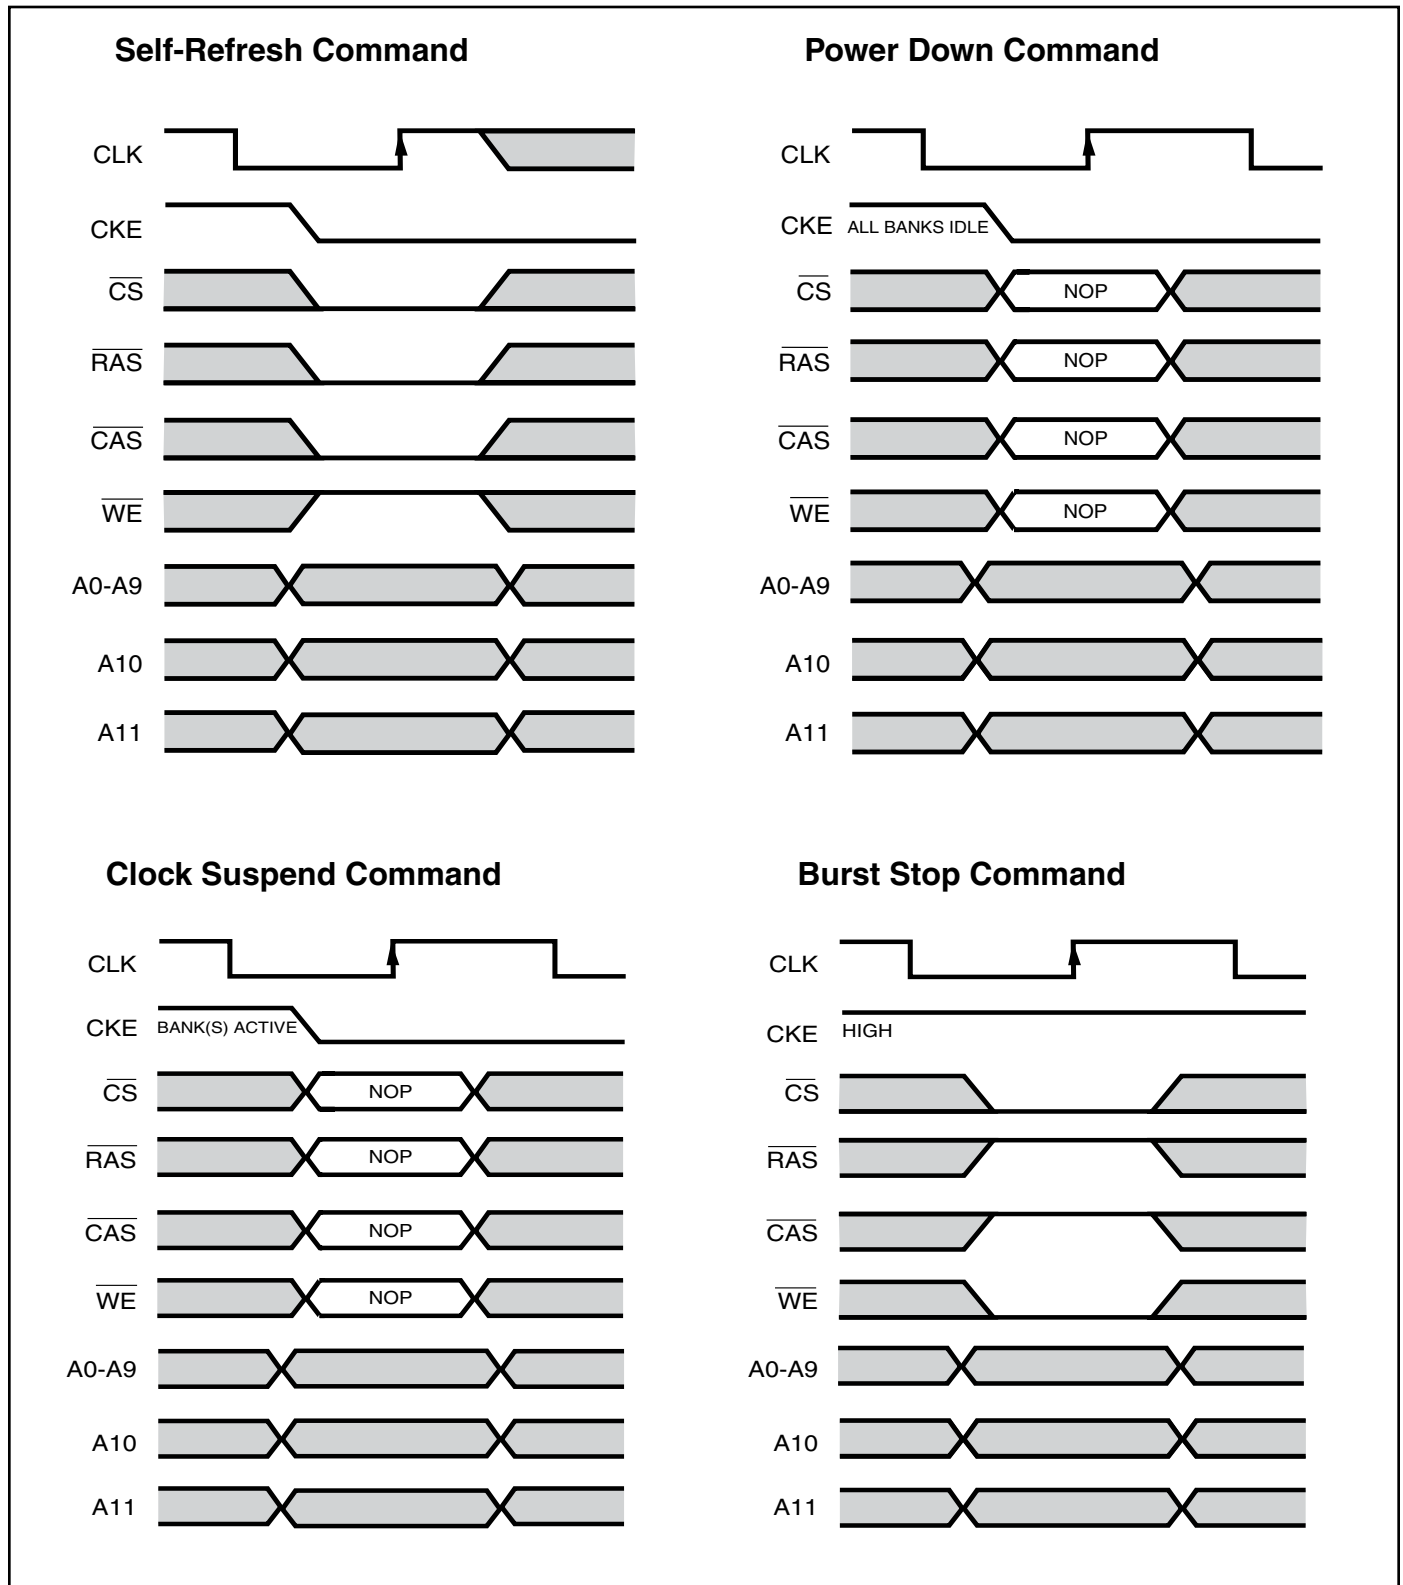 Self-Refresh Command
CLK
CKE
CS
RAS
CAS
WE
A0-A9
A10
A11
Power Down Command
CLK
CKE ALL BANKS IDLE
CS NOP
RAS NOP
CAS NOP
WE NOP
A0-A9
A10
A11
Clock Suspend Command
CLK
CKE BANK(S) ACTIVE
CS NOP
RAS NOP
CAS NOP
WE NOP
A0-A9
A10
A11
Burst Stop Command
CLK
CKE HIGH
CS
RAS
CAS
WE
A0-A9
A10
A11